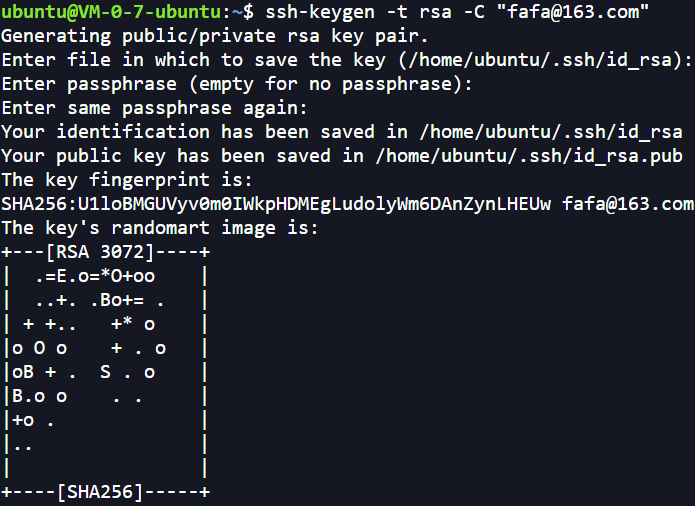 ubuntu@VM-0-7-ubuntu:~$ ssh-keygen -t rsa -C "fafa@163.com"
Generating public/private rsa key pair.
Enter file in which to save the key (/home/ubuntu/.ssh/id_rsa):
Enter passphrase (empty for no passphrase):
Enter same passphrase again:
Your identification has been saved in /home/ubuntu/.ssh/id_rsa
Your public key has been saved in /home/ubuntu/.ssh/id_rsa.pub
The key fingerprint is:
SHA256:U1loBMGUVyv0m0IWkpHDMEgLudolyWm6DAnZynLHEUw fafa@163.com
The key's randomart image is:
+---[RSA 3072]----+
|  .=E.o=*O+oo    |
|  ..+. .Bo+= .   |
| + +..   +* o    |
|o O o    + . o   |
|oB + .  S . o    |
|B.o o    . .     |
|+o .             |
|..               |
|                 |
+----[SHA256]-----+